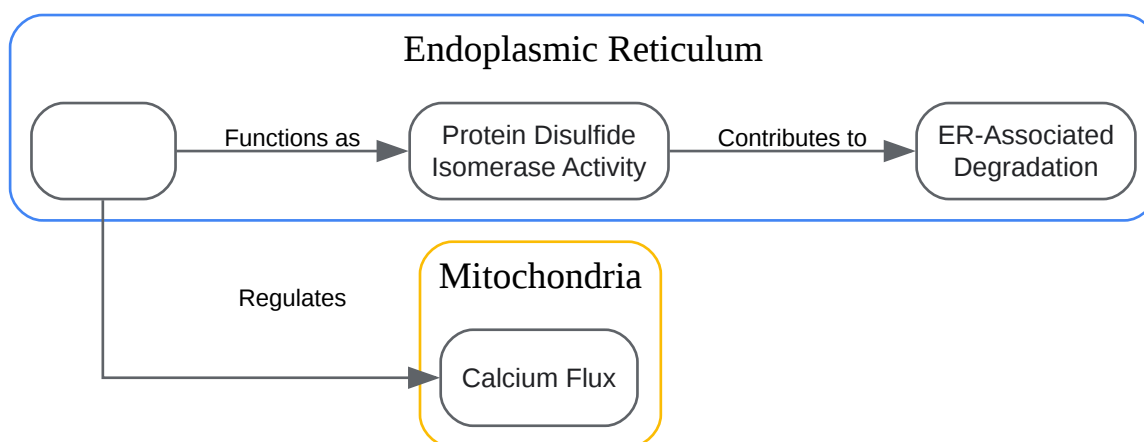 Endoplasmic Reticulum
Functions as
Protein Disulfide
Isomerase Activity
Contributes to
ER-Associated
Degradation
Regulates
Mitochondria
Calcium Flux